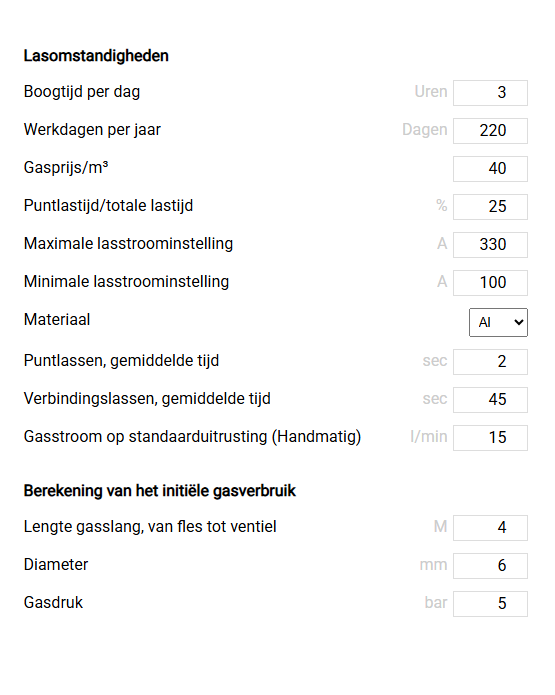 Lasomstandigheden
Boogtijd per dag Uren 3
Werkdagen per jaar Dagen 220
Gasprijs/m³ 40
Puntlastijd/totale lastijd % 25
Maximale lasstroominstelling A 330
Minimale lasstroominstelling A 100
Materiaal Al
Puntlassen, gemiddelde tijd sec 2
Verbindingslassen, gemiddelde tijd sec 45
Gasstroom op standaarduitrusting (Handmatig) l/min 15
Berekening van het initiële gasverbruik
Lengte gasslang, van fles tot ventiel M 4
Diameter mm 6
Gasdruk bar 5